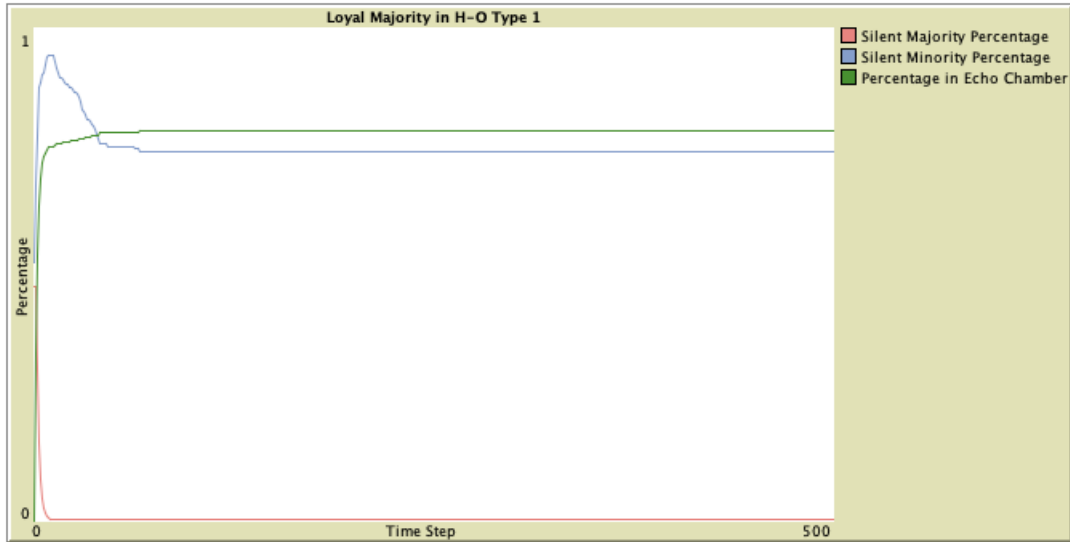 Loyal Majority in H-O Type 1
1
Percentage
0
0
Time Step
500
Silent Majority Percentage
Silent Minority Percentage
Percentage in Echo Chamber